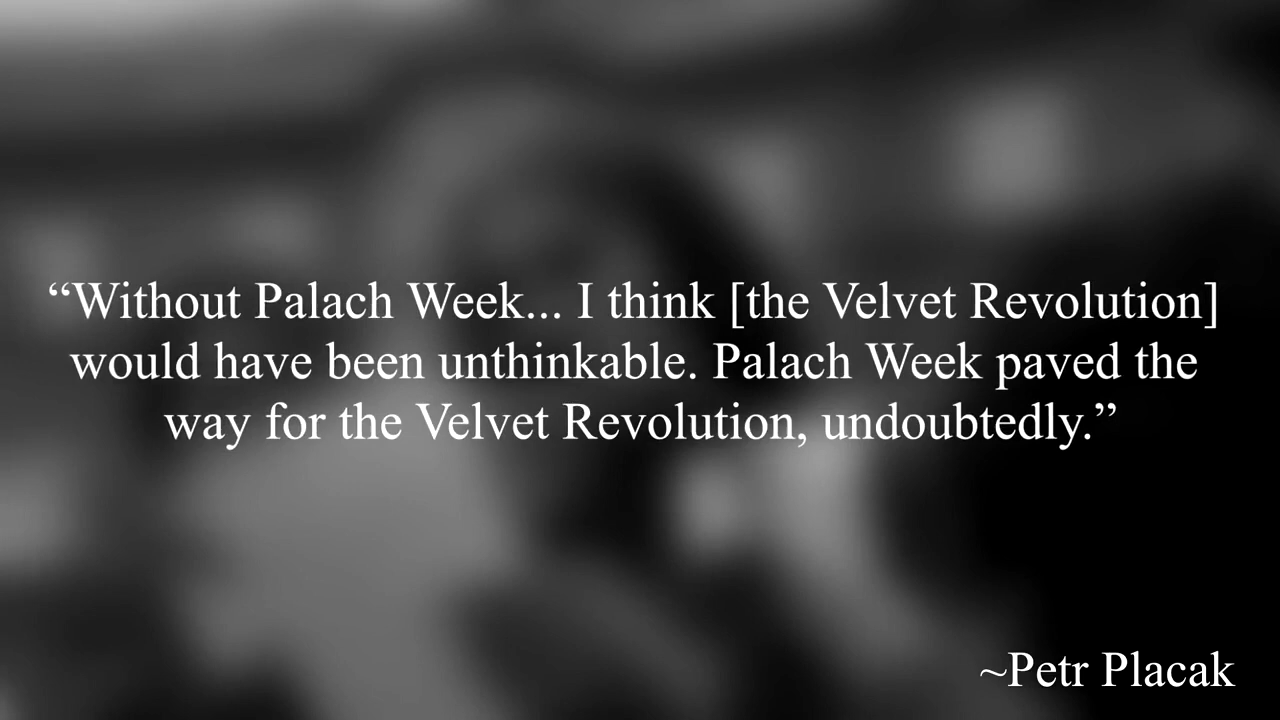 “Without Palach Week... I think [the Velvet Revolution]
would have been unthinkable. Palach Week paved the
way for the Velvet Revolution, undoubtedly.”
~Petr Placak